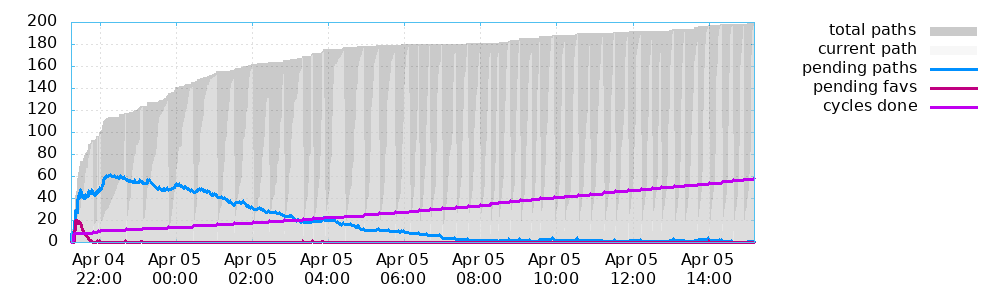 200
180
160
140
120
100
80
60
40
20
0
Apr 04 Apr 05 Apr 05 Apr 05 Apr 05 Apr 05 Apr 05 Apr 05 Apr 05
22:00 00:00 02:00 04:00 06:00 08:00 10:00 12:00 14:00
total paths
current path
pending paths
pending favs
cycles done